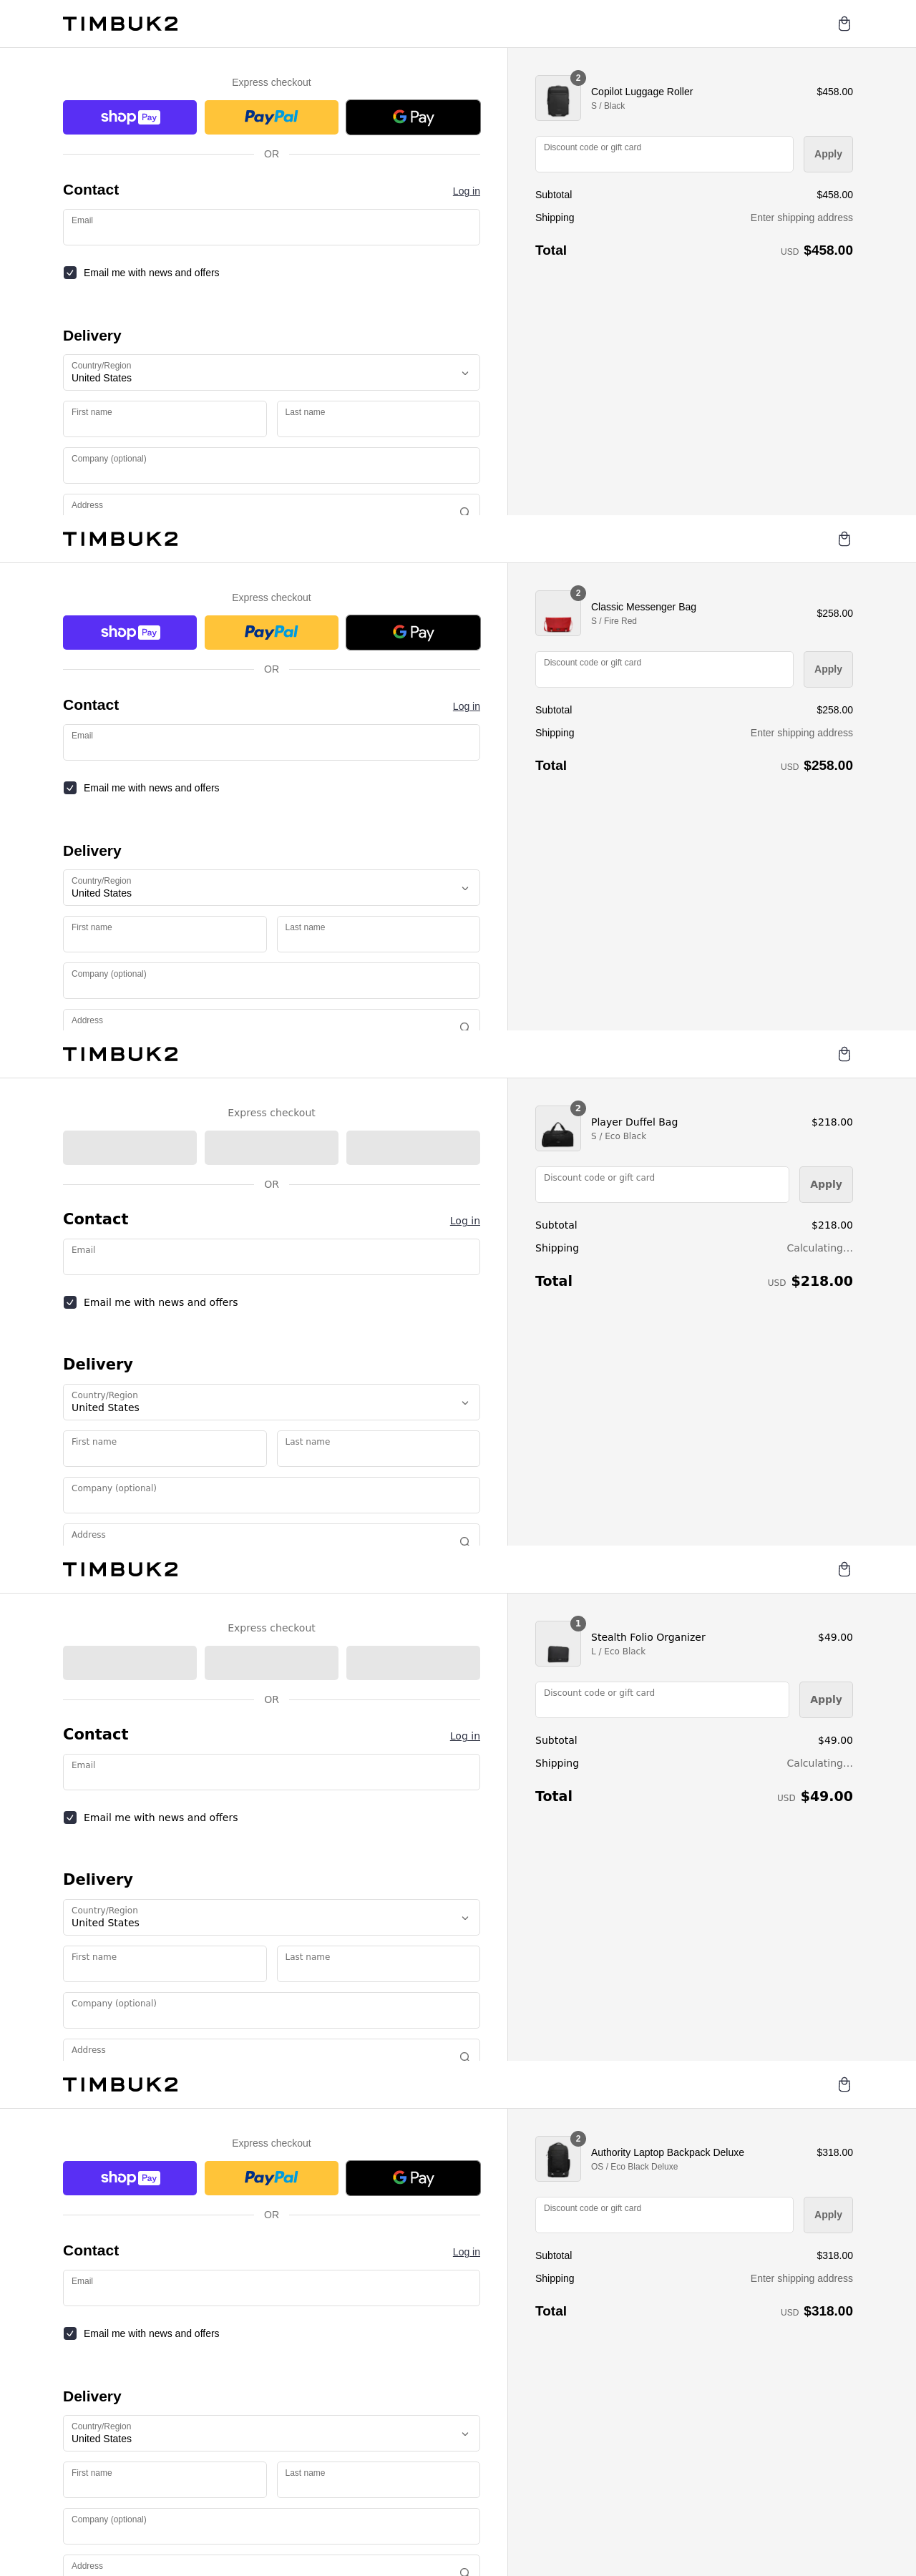 TIMBUK2
Express checkout
shop Pay
PayPal
G Pay
OR
Contact
Log in
Email
Email me with news and offers
Delivery
Country/Region
United States
First name
Last name
Company (optional)
Address
2
Copilot Luggage Roller
$458.00
S / Black
Discount code or gift card
Apply
Subtotal
$458.00
Shipping
Enter shipping address
Total
USD $458.00
TIMBUK2
Express checkout
shop Pay
PayPal
G Pay
OR
Contact
Log in
Email
Email me with news and offers
Delivery
Country/Region
United States
First name
Last name
Company (optional)
Address
2
Classic Messenger Bag
$258.00
S / Fire Red
Discount code or gift card
Apply
Subtotal
$258.00
Shipping
Enter shipping address
Total
USD $258.00
TIMBUK2
Express checkout
OR
Contact
Log in
Email
Email me with news and offers
Delivery
Country/Region
United States
First name
Last name
Company (optional)
Address
2
Player Duffel Bag
$218.00
S / Eco Black
Discount code or gift card
Apply
Subtotal
$218.00
Shipping
Calculating...
Total
USD $218.00
TIMBUK2
Express checkout
OR
Contact
Log in
Email
Email me with news and offers
Delivery
Country/Region
United States
First name
Last name
Company (optional)
Address
1
Stealth Folio Organizer
$49.00
L / Eco Black
Discount code or gift card
Apply
Subtotal
$49.00
Shipping
Calculating...
Total
USD $49.00
TIMBUK2
Express checkout
shop Pay
PayPal
G Pay
OR
Contact
Log in
Email
Email me with news and offers
Delivery
Country/Region
United States
First name
Last name
Company (optional)
Address
2
Authority Laptop Backpack Deluxe
$318.00
OS / Eco Black Deluxe
Discount code or gift card
Apply
Subtotal
$318.00
Shipping
Enter shipping address
Total
USD $318.00